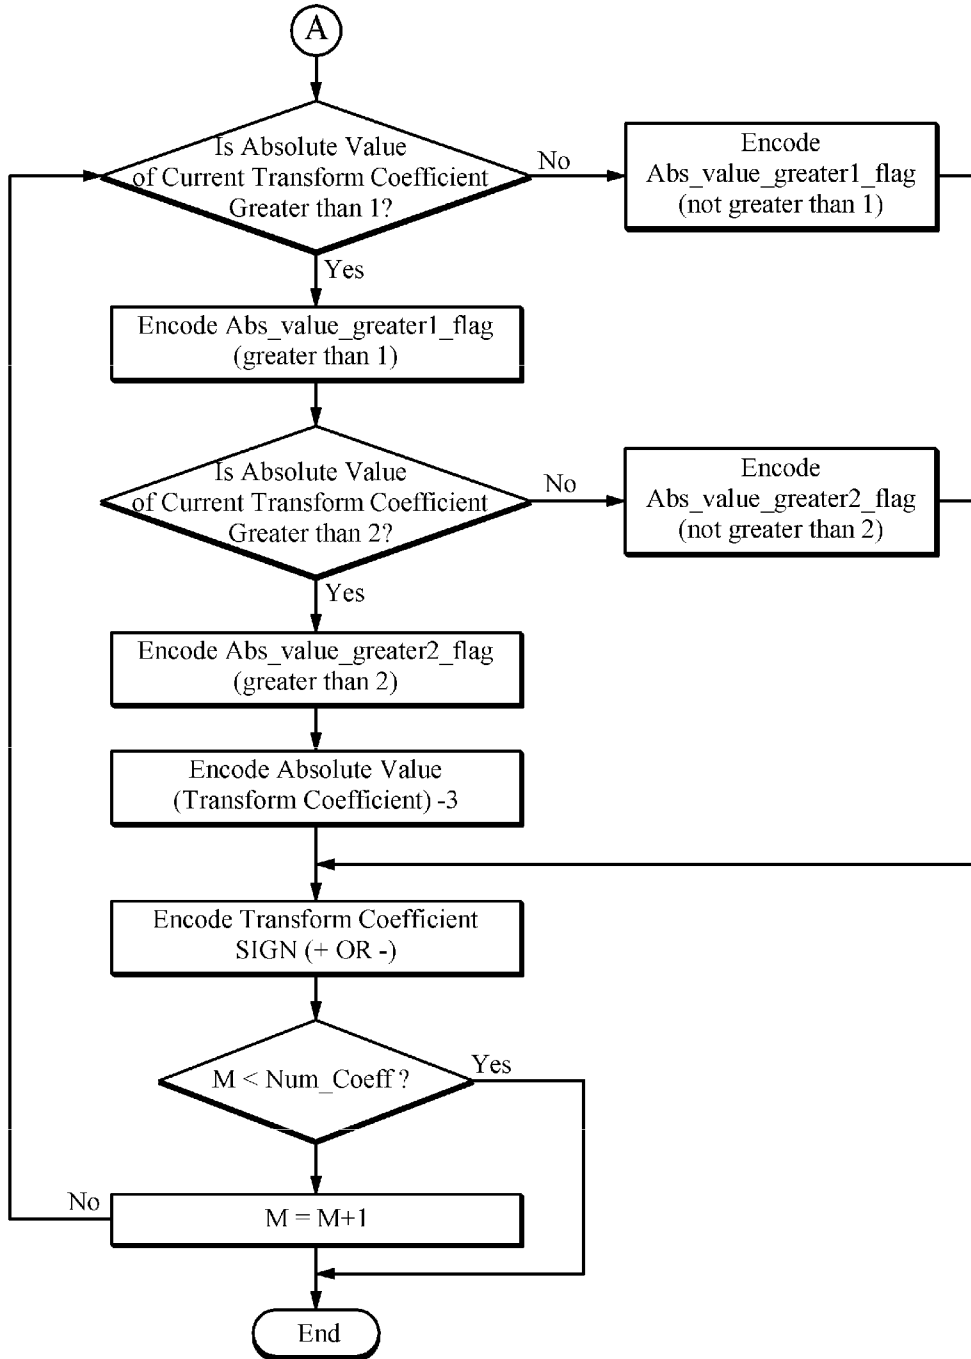 A
Is Absolute Value
of Current Transform Coefficient
Greater than 1?
No
Encode
Abs_value_greater1_flag
(not greater than 1)
Yes
Encode Abs_value_greater1_flag
(greater than 1)
Is Absolute Value
of Current Transform Coefficient
Greater than 2?
No
Encode
Abs_value_greater2_flag
(not greater than 2)
Yes
Encode Abs_value_greater2_flag
(greater than 2)
Encode Absolute Value
(Transform Coefficient) -3
Encode Transform Coefficient
SIGN (+ OR -)
M < Num_Coeff ?
Yes
No
M = M+1
End